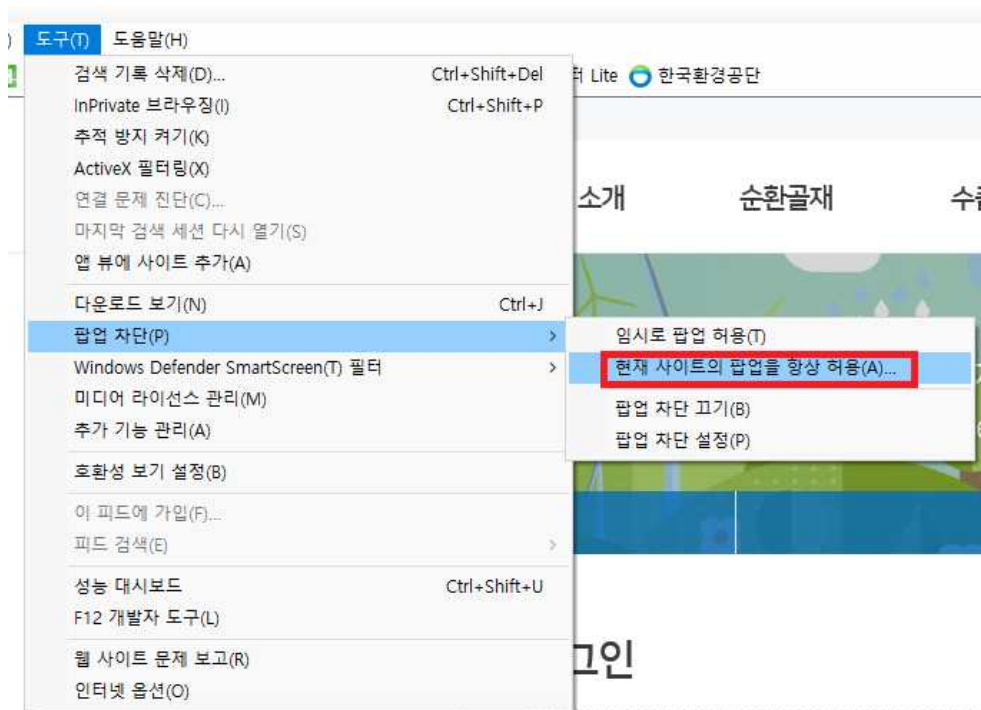 도구(T) 도움말(H)
검색 기록 삭제(D)... Ctrl+Shift+Del
Lite 한국환경공단
InPrivate 브라우징(I) Ctrl+Shift+P
추적 방지 켜기(K)
ActiveX 필터링(X)
연결 문제 진단(C)...
소개 순환골재
마지막 검색 세션 다시 열기(S)
앱 뷰에 사이트 추가(A)
다운로드 보기(N) Ctrl+J
팝업 차단(P) >
임시로 팝업 허용(T)
Windows Defender SmartScreen(T) 필터 >
현재 사이트의 팝업을 항상 허용(A)...
미디어 라이선스 관리(M)
팝업 차단 끄기(B)
추가 기능 관리(A)
팝업 차단 설정(P)
호환성 보기 설정(B)
이 피드에 가입(F)...
피드 검색(E) >
성능 대시보드 Ctrl+Shift+U
F12 개발자 도구(L)
웹 사이트 문제 보고(R)
그인
인터넷 옵션(O)